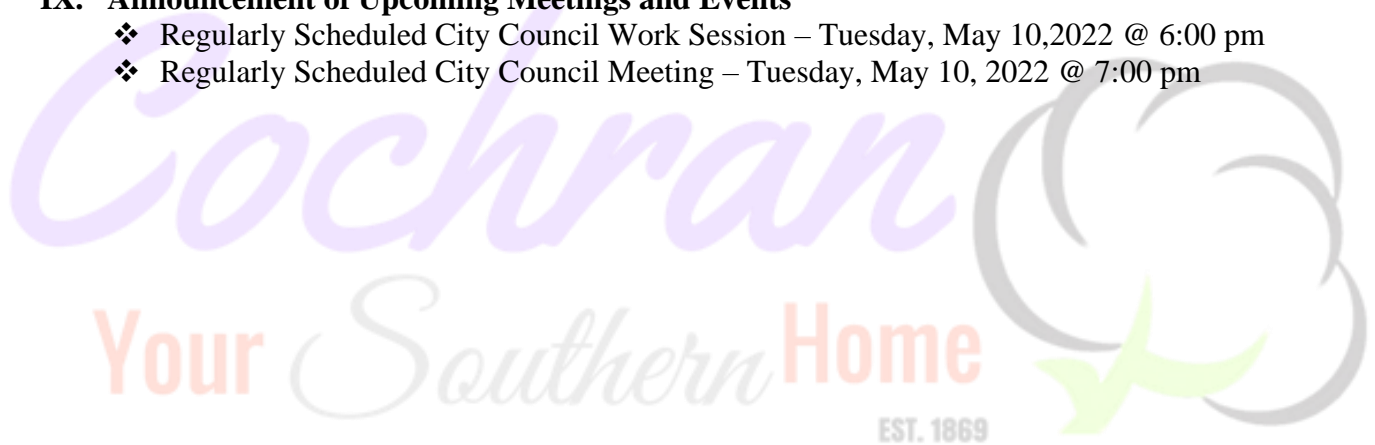 IX. Announcement of Upcoming Meetings and Events
❖ Regularly Scheduled City Council Work Session – Tuesday, May 10,2022 @ 6:00 pm
❖ Regularly Scheduled City Council Meeting – Tuesday, May 10, 2022 @ 7:00 pm
Cochran
Your Southern Home
EST. 1869